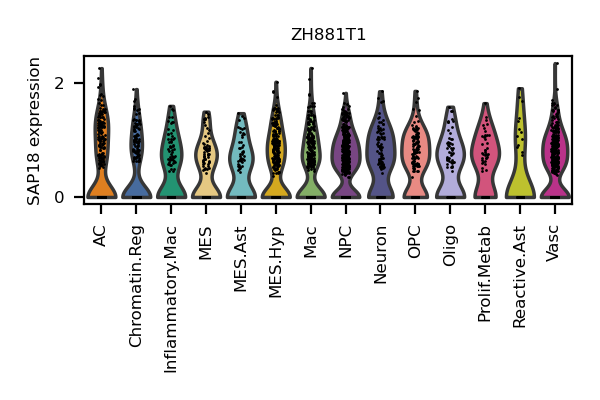 ZH881T1
SAP18 expression
2
0
AC
Chromatin.Reg
Inflammatory.Mac
MES
MES.Ast
MES.Hyp
Mac
NPC
Neuron
OPC
Oligo
Prolif.Metab
Reactive.Ast
Vasc